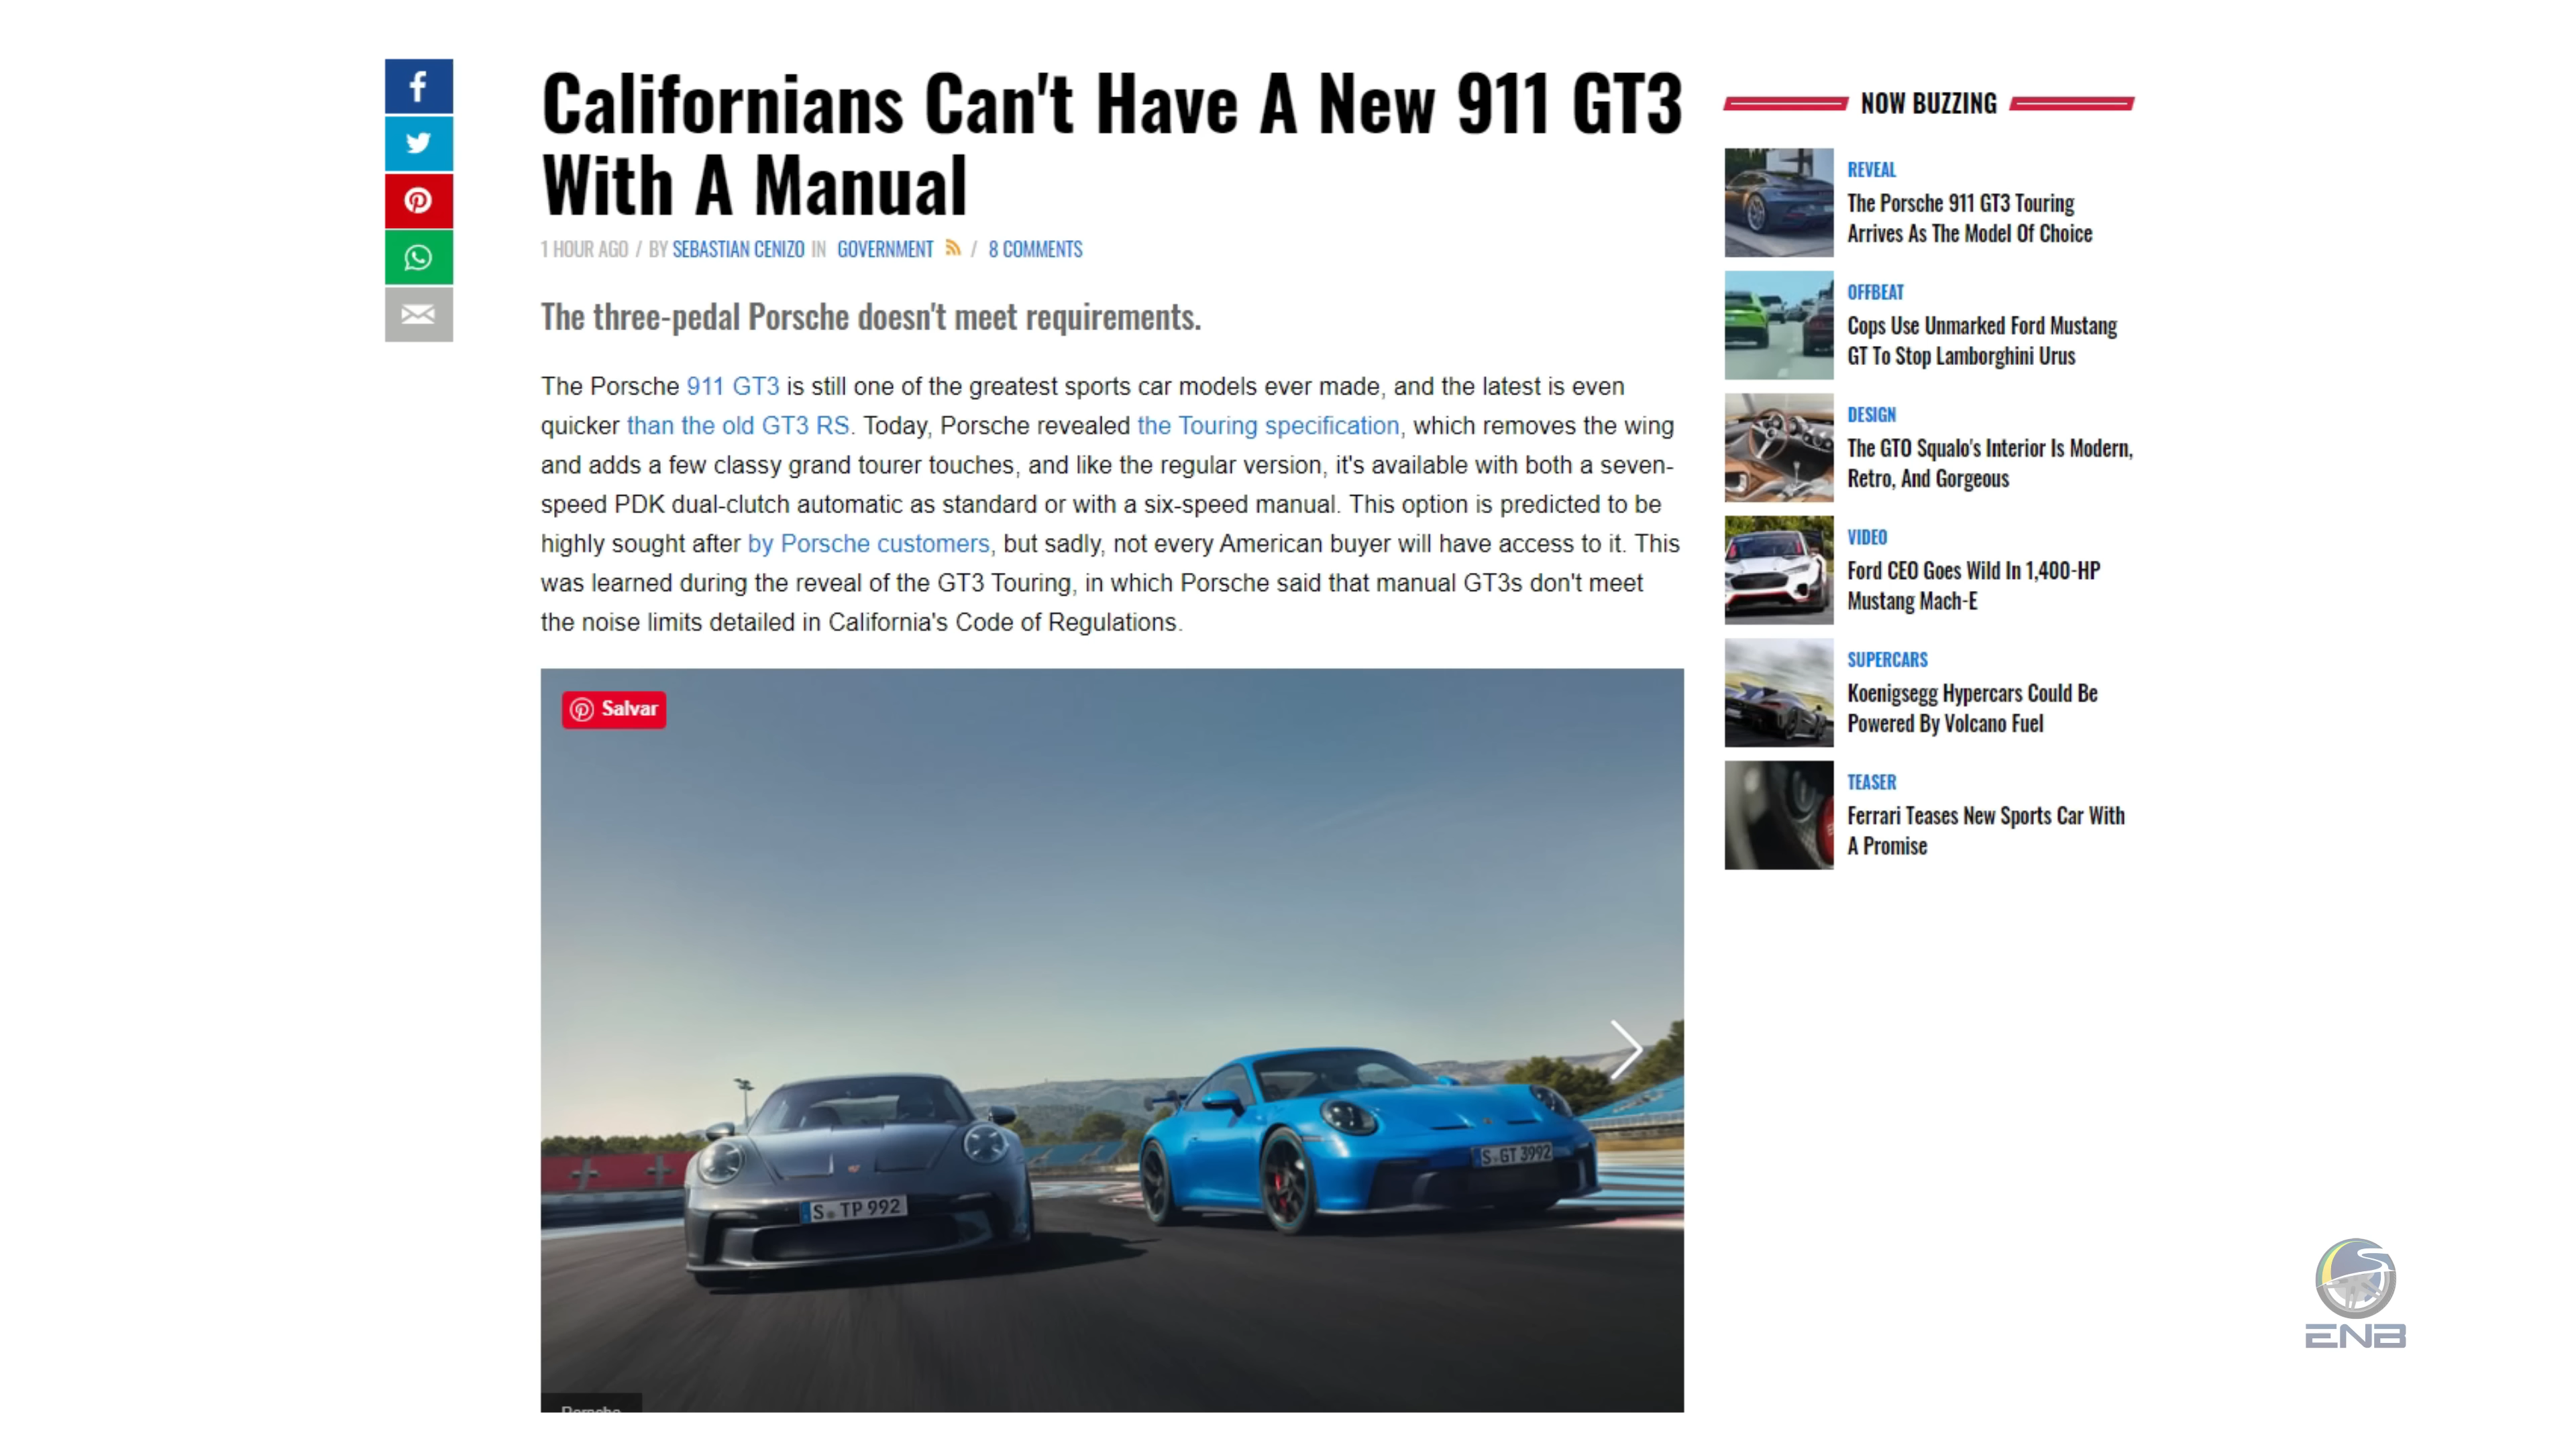 Californians Can't Have A New 911 GT3
With A Manual
1 HOUR AGO / BY SEBASTIAN CENIZO IN GOVERNMENT / 8 COMMENTS
The three-pedal Porsche doesn't meet requirements.
The Porsche 911 GT3 is still one of the greatest sports car models ever made, and the latest is even
quicker than the old GT3 RS. Today, Porsche revealed the Touring specification, which removes the wing
and adds a few classy grand tourer touches, and like the regular version, it's available with both a seven-
speed PDK dual-clutch automatic as standard or with a six-speed manual. This option is predicted to be
highly sought after by Porsche customers, but sadly, not every American buyer will have access to it. This
was learned during the reveal of the GT3 Touring, in which Porsche said that manual GT3s don't meet
the noise limits detailed in California's Code of Regulations.
Salvar
S TP 992
S GT 3992
Porsche
NOW BUZZING
REVEAL
The Porsche 911 GT3 Touring
Arrives As The Model Of Choice
OFFBEAT
Cops Use Unmarked Ford Mustang
GT To Stop Lamborghini Urus
DESIGN
The GTO Squalo's Interior Is Modern,
Retro, And Gorgeous
VIDEO
Ford CEO Goes Wild In 1,400-HP
Mustang Mach-E
SUPERCARS
Koenigsegg Hypercars Could Be
Powered By Volcano Fuel
TEASER
Ferrari Teases New Sports Car With
A Promise
ENB